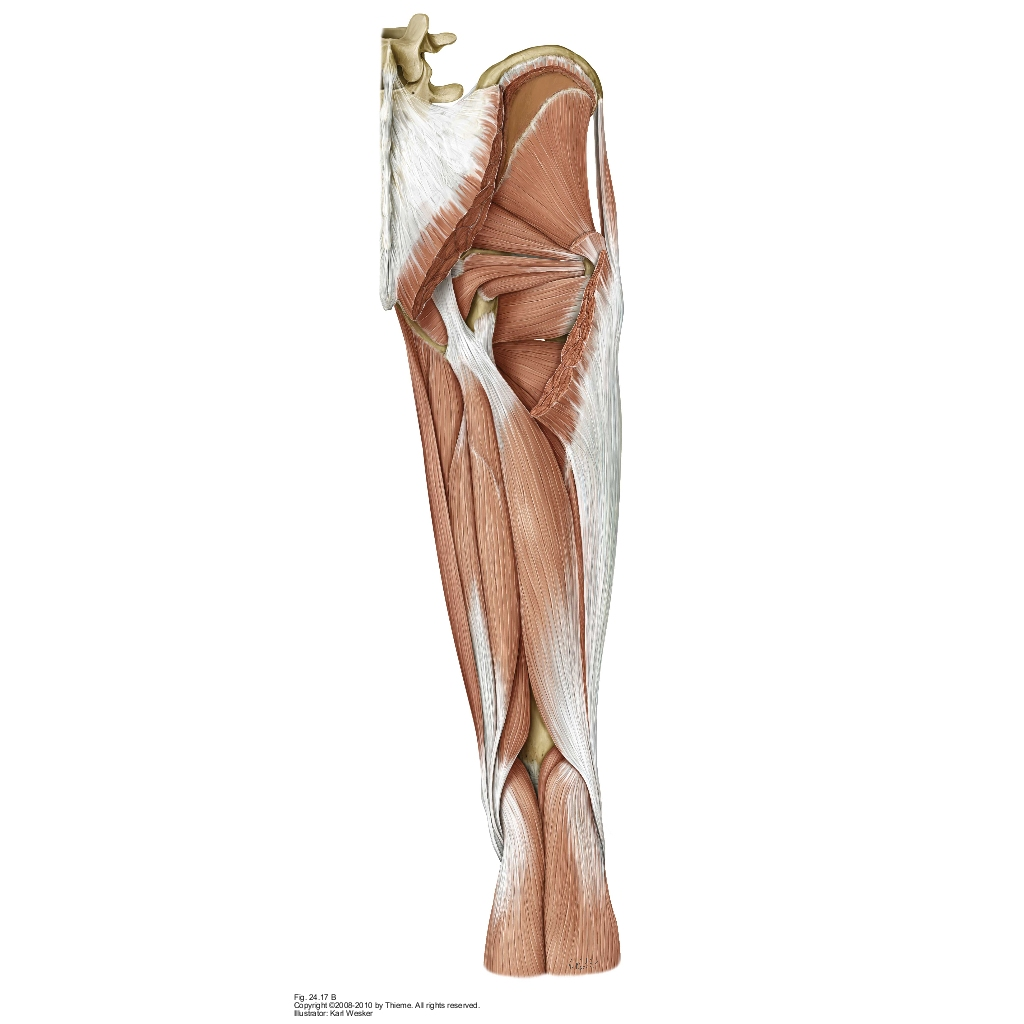 Fig. 24.17 B
Copyright ©2008-2010 by Thieme. All rights reserved.
Illustrator: Karl Wesker